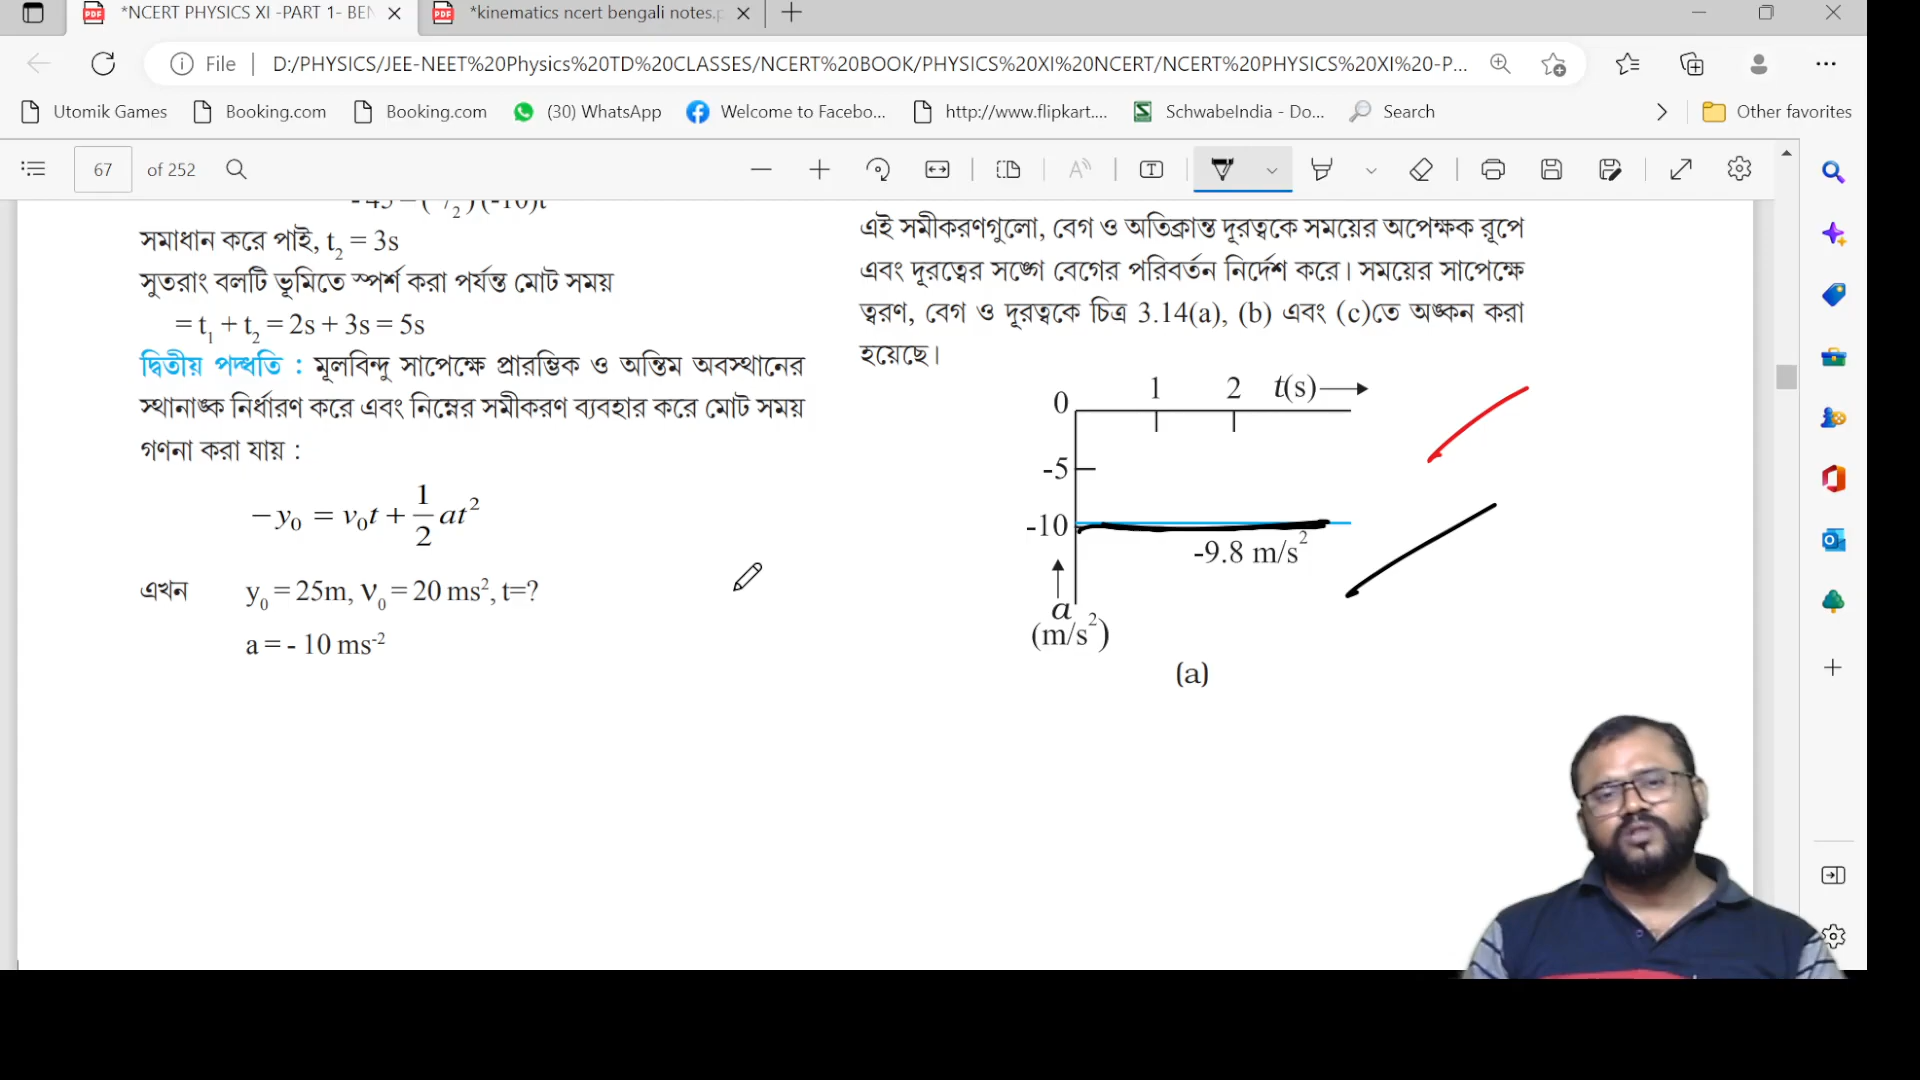 *NCERT PHYSICS XI -PART 1- BEN
*kinematics ncert bengali notes.p
File
D:/PHYSICS/JEE-NEET%20Physics%20TD%20CLASSES/NCERT%20BOOK/PHYSICS%20XI%20NCERT/NCERT%20PHYSICS%20XI%20-P...
Utomik Games
Booking.com
Booking.com
(30) WhatsApp
Welcome to Facebo...
http://www.flipkart....
SchwabeIndia - Do...
Search
Other favorites
67 of 252
সমাধান করে পাই, t₂ = 3s
সুতরাং বলটি ভূমিতে স্পর্শ করা পর্যন্ত মোট সময়
= t₁ + t₂ = 2s + 3s = 5s
দ্বিতীয় পদ্ধতি : মূলবিন্দু সাপেক্ষে প্রারম্ভিক ও অন্তিম অবস্থানের
স্থানাঙ্ক নির্ধারণ করে এবং নিম্নের সমীকরণ ব্যবহার করে মোট সময়
গণনা করা যায় :
−y₀ = v₀t + 1/2 at²
এখন y₀ = 25m, v₀ = 20 ms², t=?
a = - 10 ms⁻²
এই সমীকরণগুলো, বেগ ও অতিক্রান্ত দূরত্বকে সময়ের অপেক্ষক রূপে
এবং দূরত্বের সঙ্গে বেগের পরিবর্তন নির্দেশ করে। সময়ের সাপেক্ষে
ত্বরণ, বেগ ও দূরত্বকে চিত্র 3.14(a), (b) এবং (c)তে অঙ্কন করা
হয়েছে।
0 1 2 t(s)
-5
-10
-9.8 m/s²
a
(m/s²)
(a)